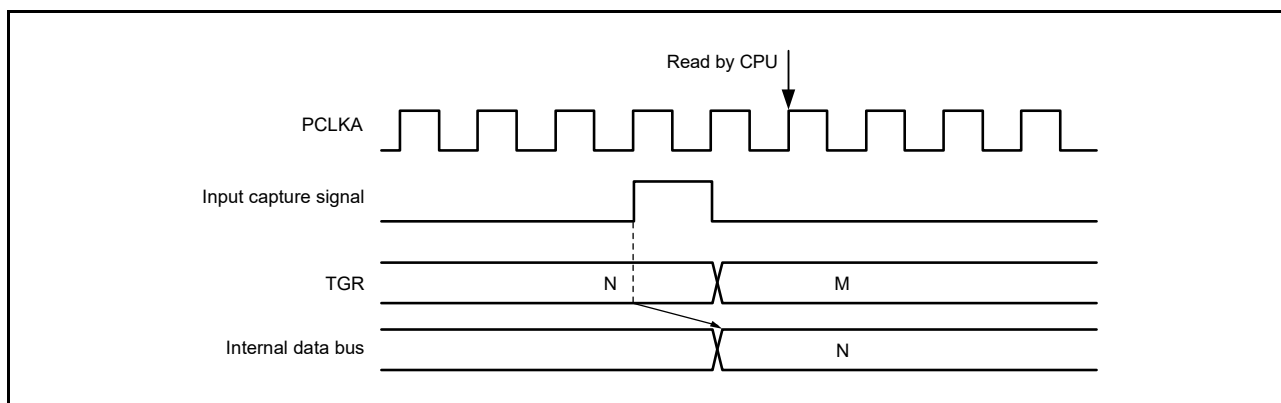 Read by CPU
PCLKA
Input capture signal
TGR
N
M
Internal data bus
N